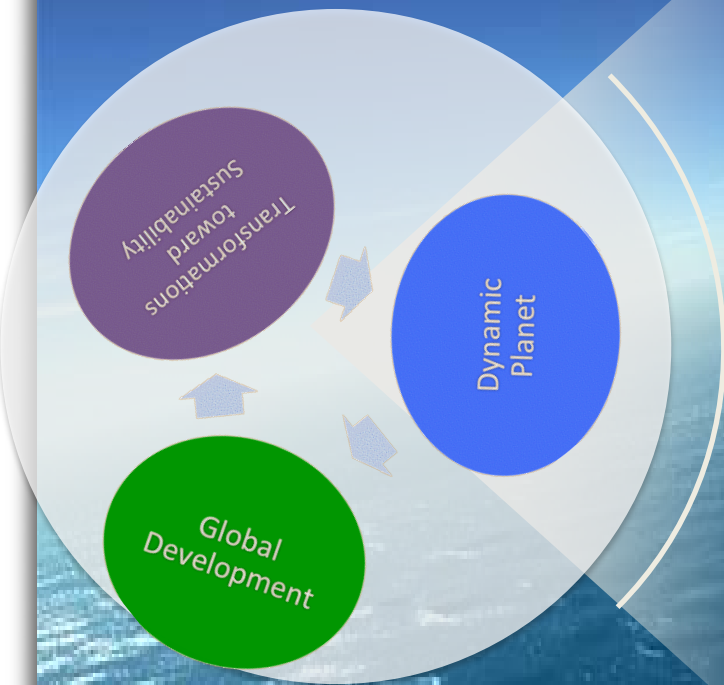 Transformations
toward
Sustainability
Dynamic
Planet
Global
Development